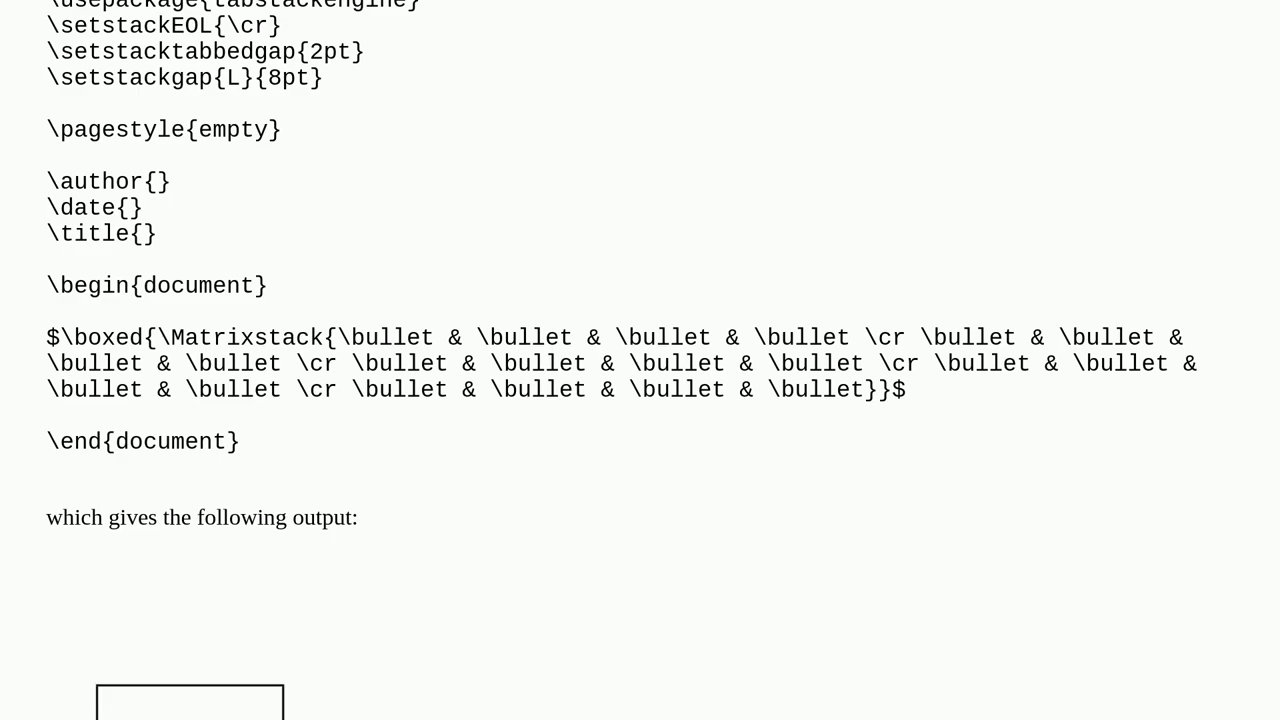 \usepackage{tabstackengine}
\setstackEOL{\cr}
\setstacktabbedgap{2pt}
\setstackgap{L}{8pt}
\pagestyle{empty}
\author{}
\date{}
\title{}
\begin{document}
$\boxed{\Matrixstack{\bullet & \bullet & \bullet & \bullet \cr \bullet & \bullet &
\bullet & \bullet \cr \bullet & \bullet & \bullet & \bullet \cr \bullet & \bullet &
\bullet & \bullet \cr \bullet & \bullet & \bullet & \bullet}}$
\end{document}
which gives the following output: